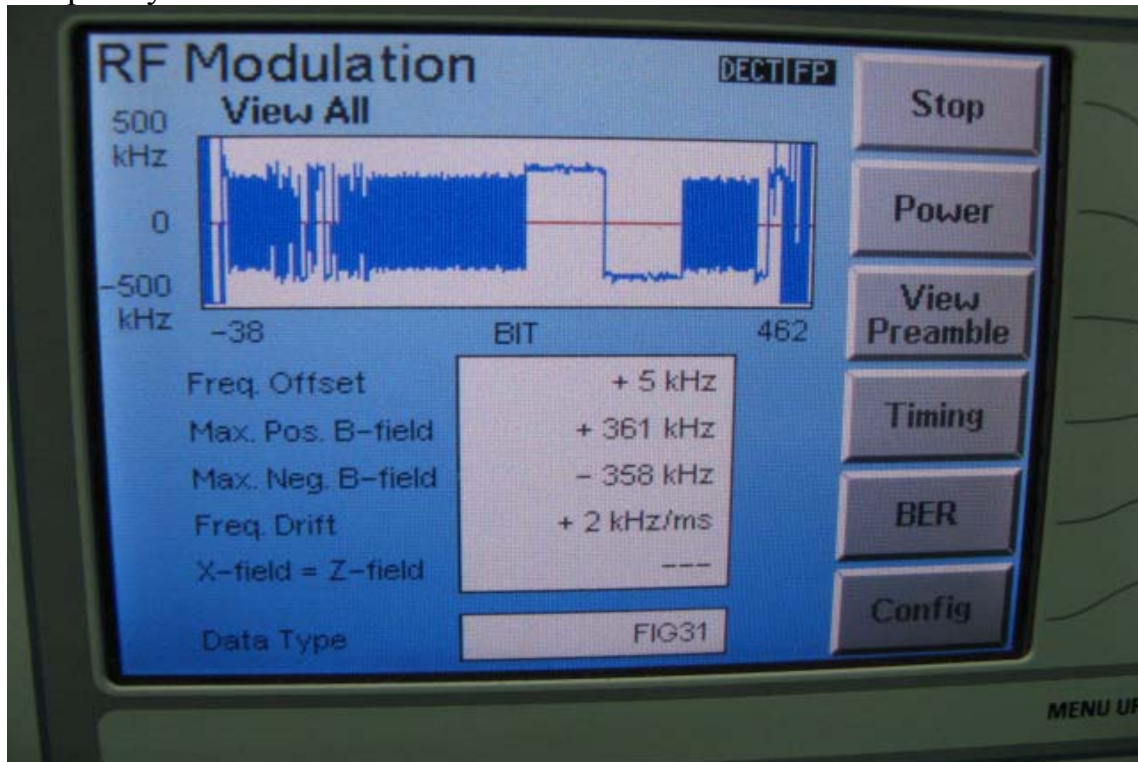 RF Modulation
DECT FP
View All
500
kHz
0
-500
kHz
-38
BIT
462
Freq. Offset
+ 5 kHz
Max. Pos. B-field
+ 361 kHz
Max. Neg. B-field
- 358 kHz
Freq. Drift
+ 2 kHz/ms
X-field = Z-field
---
Data Type
FIG31
Stop
Power
View
Preamble
Timing
BER
Config
MENU